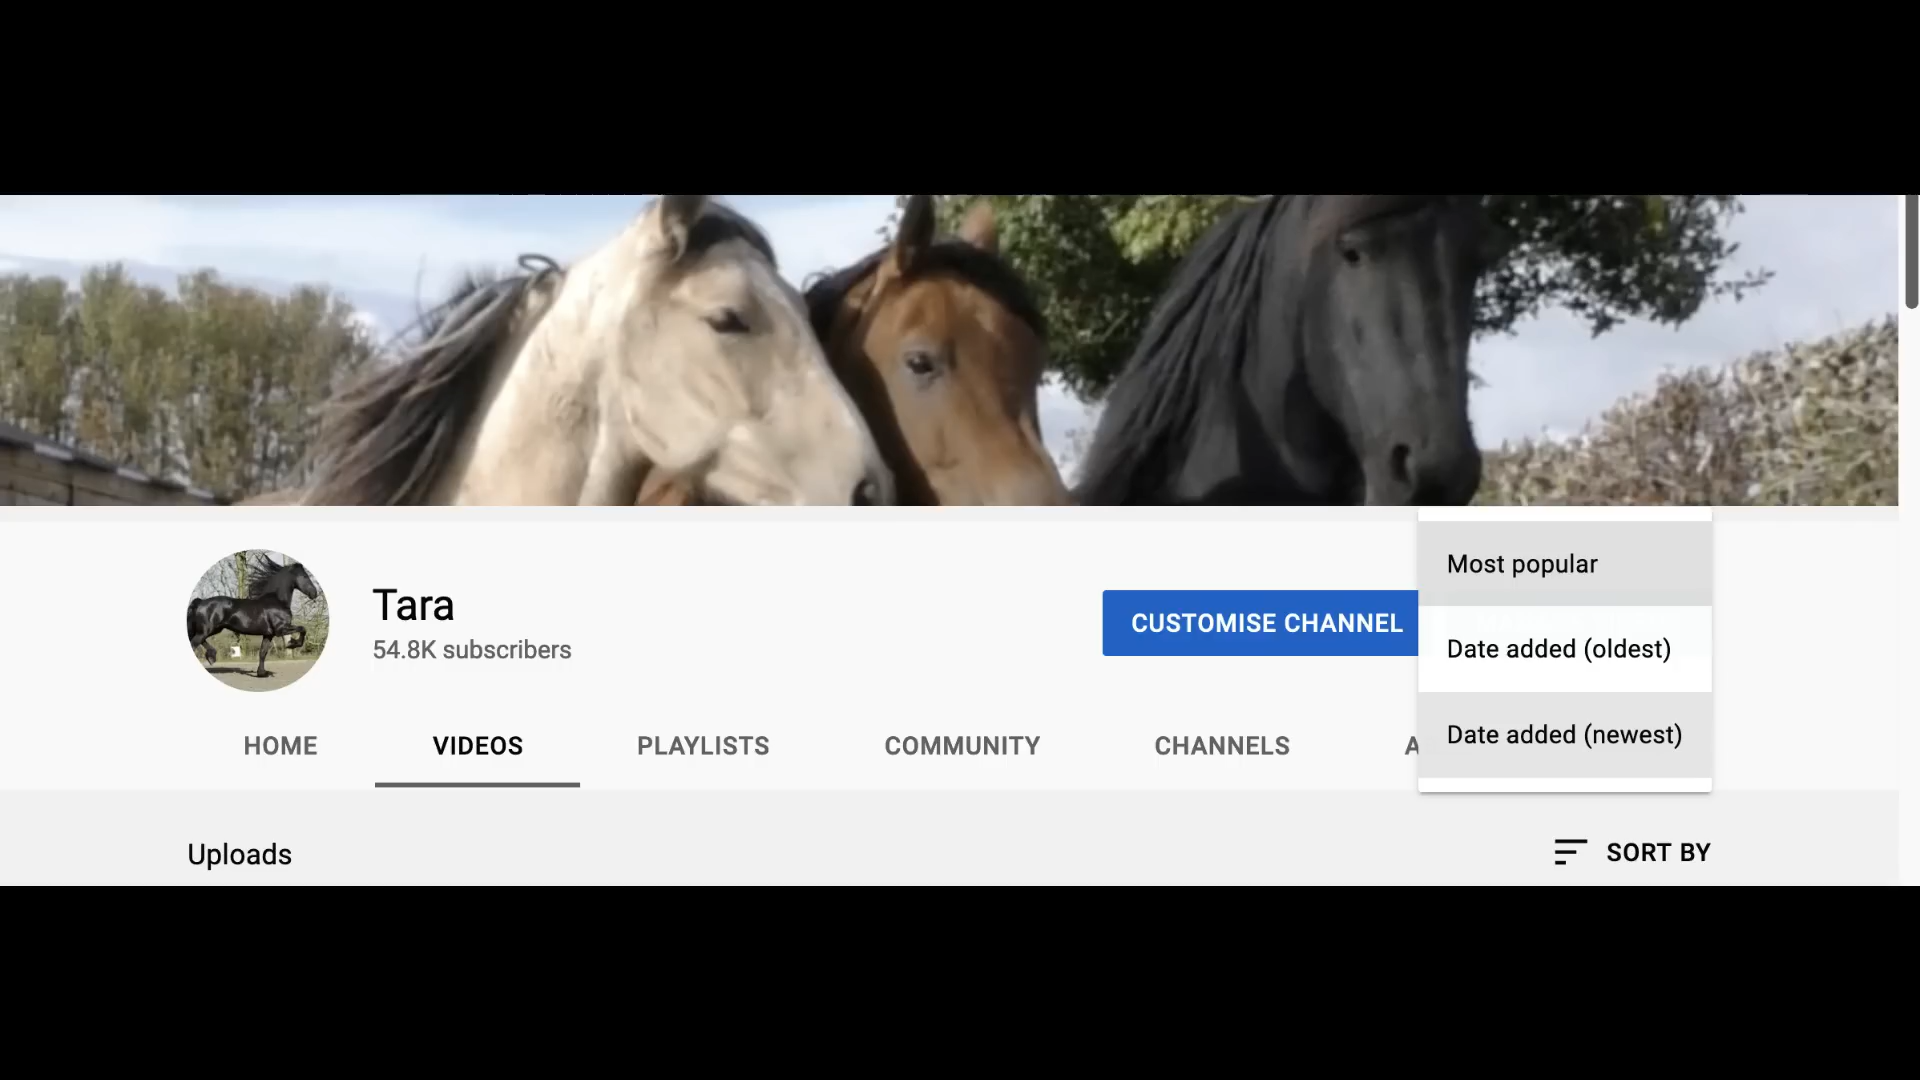 Tara
54.8K subscribers
CUSTOMISE CHANNEL
Most popular
Date added (oldest)
Date added (newest)
HOME
VIDEOS
PLAYLISTS
COMMUNITY
CHANNELS
A
Uploads
SORT BY